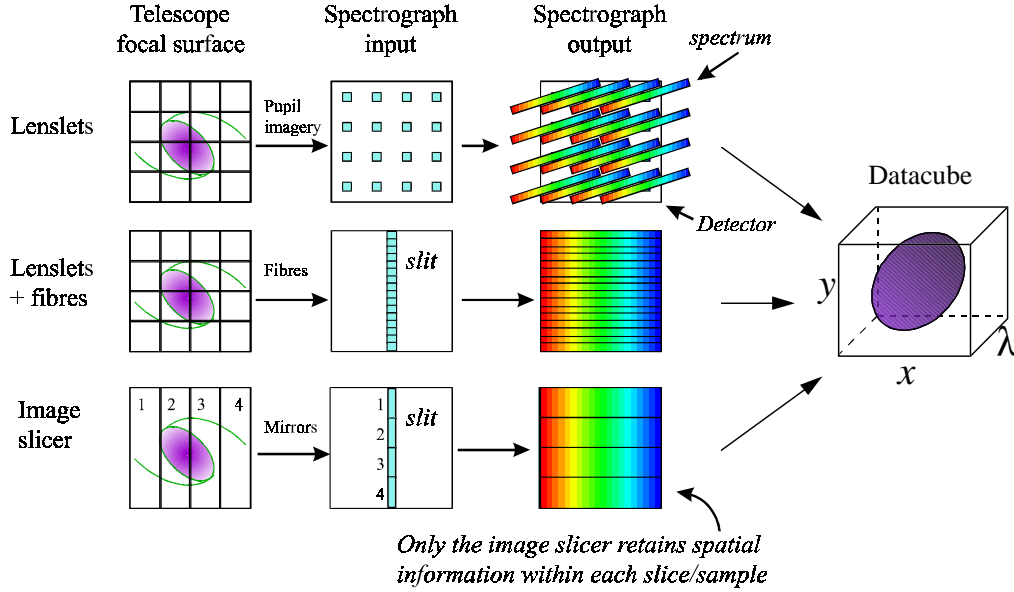 Telescope
focal surface
Spectrograph
input
Spectrograph
output
spectrum
Lenslets
Pupil
imagery
Detector
Datacube
y
x
λ
Lenslets
+ fibres
Fibres
slit
Image
slicer
1 2 3 4
Mirrors
1
2
3
4
slit
Only the image slicer retains spatial
information within each slice/sample